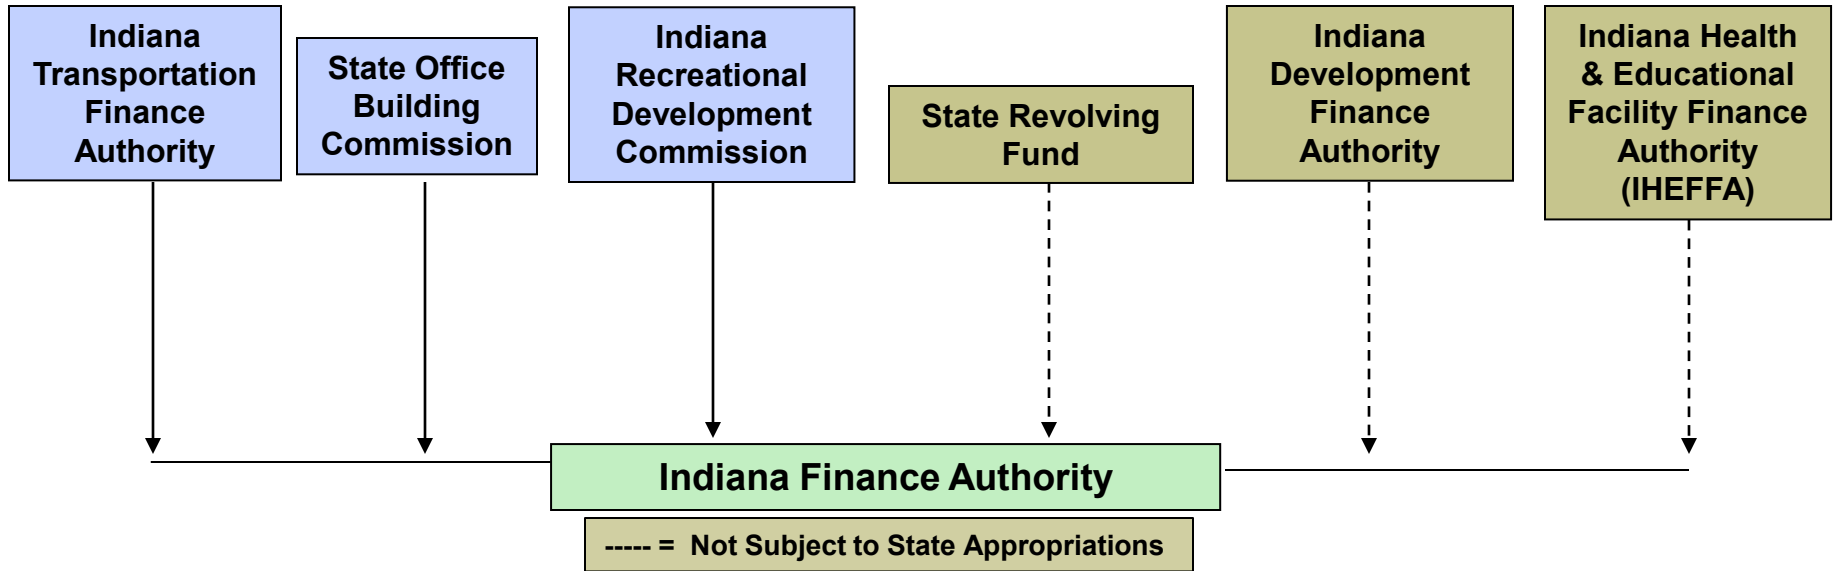 Indiana
Transportation
Finance
Authority
State Office
Building
Commission
Indiana
Recreational
Development
Commission
State Revolving
Fund
Indiana
Development
Finance
Authority
Indiana Health
& Educational
Facility Finance
Authority
(IHEFFA)
Indiana Finance Authority
----- = Not Subject to State Appropriations